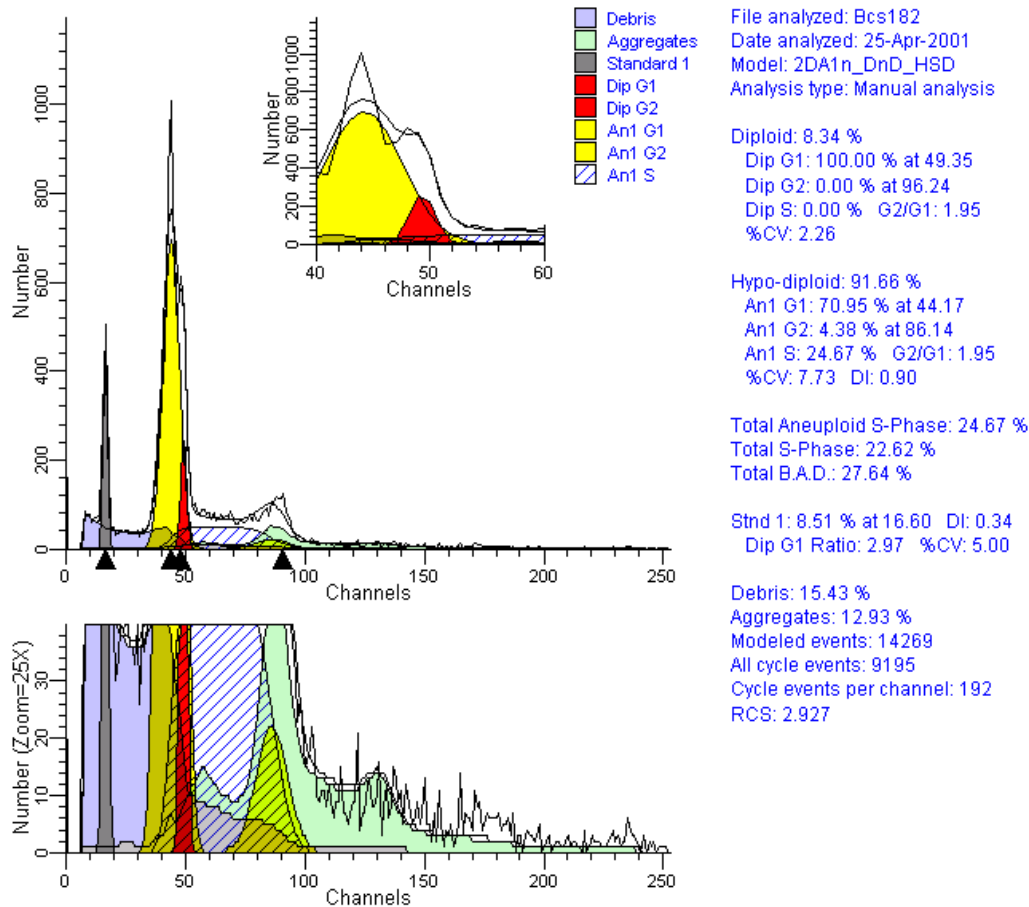 Debris
Aggregates
Standard 1
Dip G1
Dip G2
An1 G1
An1 G2
An1 S
File analyzed: Bcs182
Date analyzed: 25-Apr-2001
Model: 2DA1n_DnD_HSD
Analysis type: Manual analysis
Diploid: 8.34 %
Dip G1: 100.00 % at 49.35
Dip G2: 0.00 % at 96.24
Dip S: 0.00 % G2/G1: 1.95
%CV: 2.26
Hypo-diploid: 91.66 %
An1 G1: 70.95 % at 44.17
An1 G2: 4.38 % at 86.14
An1 S: 24.67 % G2/G1: 1.95
%CV: 7.73 DI: 0.90
Total Aneuploid S-Phase: 24.67 %
Total S-Phase: 22.62 %
Total B.A.D.: 27.64 %
Stnd 1: 8.51 % at 16.60 DI: 0.34
Dip G1 Ratio: 2.97 %CV: 5.00
Debris: 15.43 %
Aggregates: 12.93 %
Modeled events: 14269
All cycle events: 9195
Cycle events per channel: 192
RCS: 2.927
Number
1000
800
600
400
200
0
0 50 100 150 200 250
Channels
Number
1000
800
600
400
200
0
40 50 60
Channels
Number (Zoom=25X)
30
20
10
0
0 50 100 150 200 250
Channels